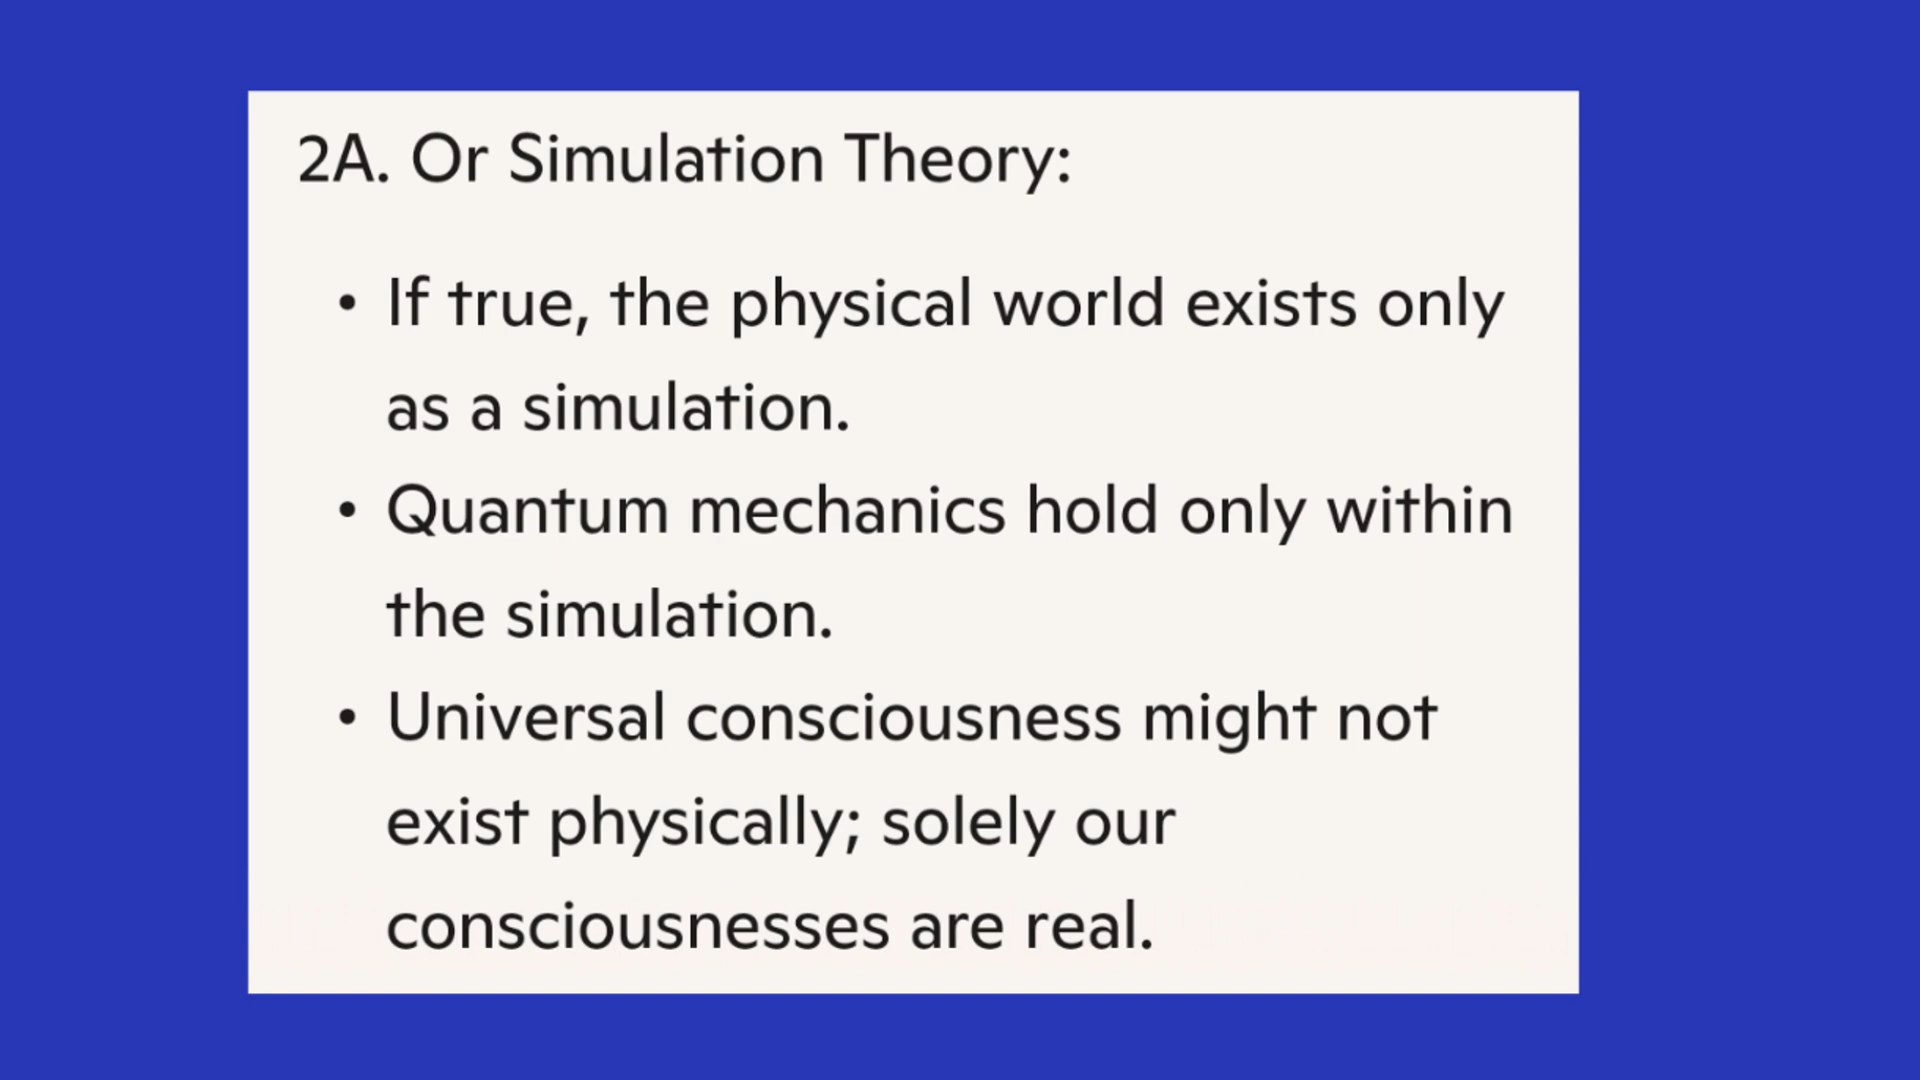 2A. Or Simulation Theory:
• If true, the physical world exists only
as a simulation.
• Quantum mechanics hold only within
the simulation.
• Universal consciousness might not
exist physically; solely our
consciousnesses are real.